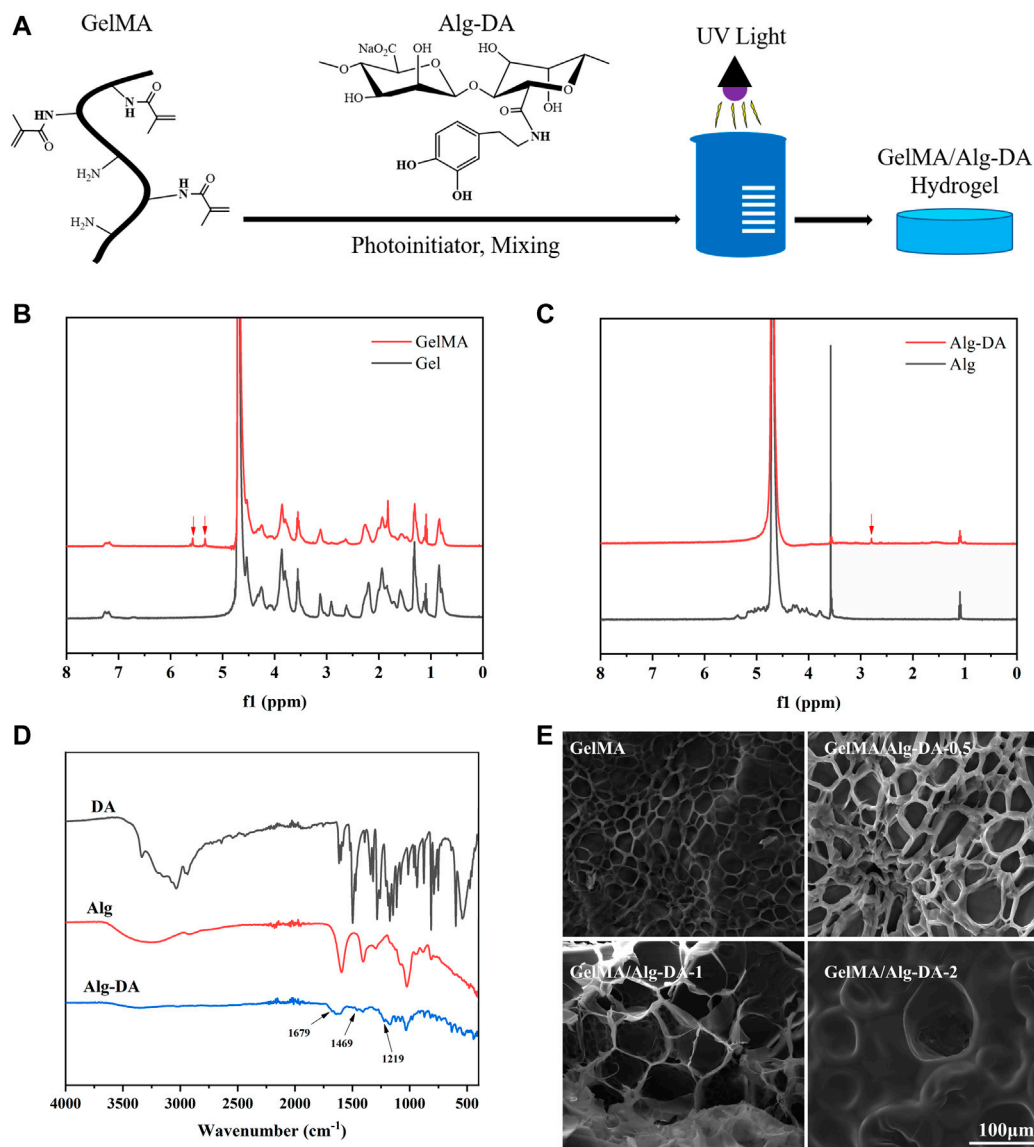 A
GelMA
Alg-DA
UV Light
HN
O
N
H
O
H2N
H2N
H
N
O
NaO2C
OH
O
O
HO
O
HO
O
OH
O
NH
HO
OH
Photoinitiator, Mixing
GelMA/Alg-DA
Hydrogel
B
GelMA
Gel
8 7 6 5 4 3 2 1 0
f1 (ppm)
C
Alg-DA
Alg
8 7 6 5 4 3 2 1 0
f1 (ppm)
D
DA
Alg
Alg-DA
1679
1469
1219
4000 3500 3000 2500 2000 1500 1000 500
Wavenumber (cm-1)
E
GelMA
GelMA/Alg-DA-0.5
GelMA/Alg-DA-1
GelMA/Alg-DA-2
100μm